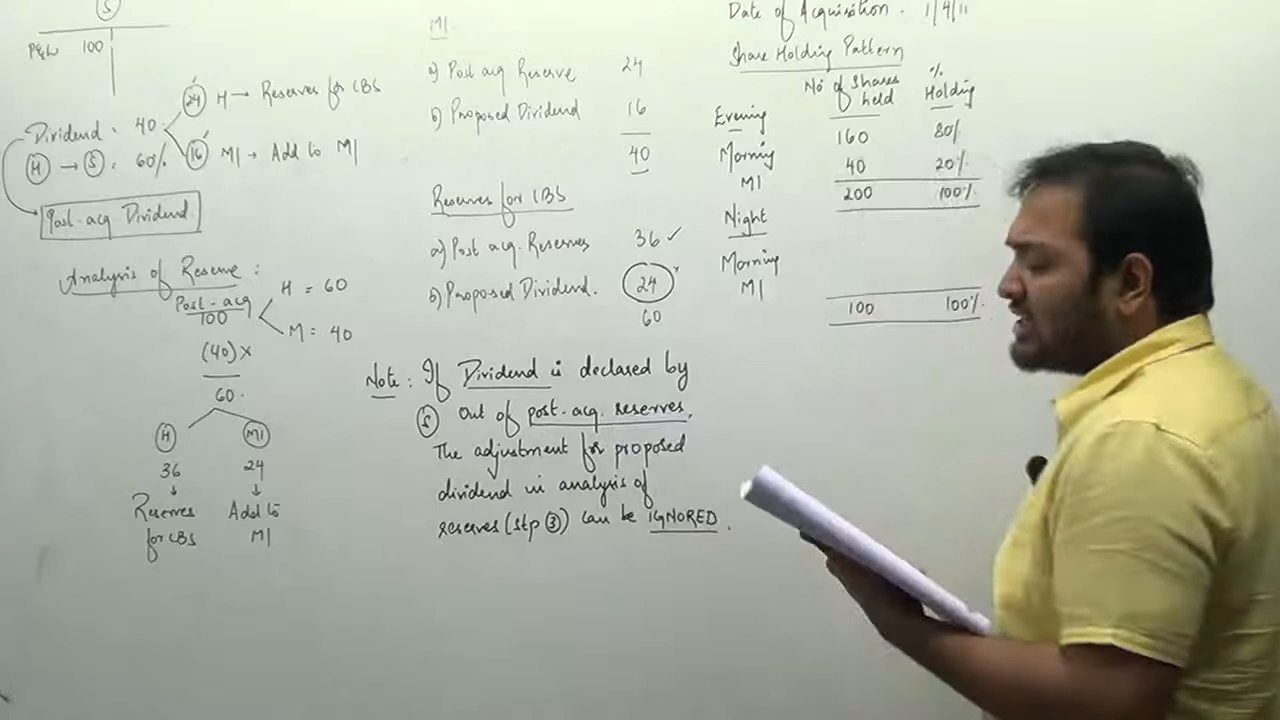 S
P&L 100
Dividend : 40
24 H → Reserves for CBS
16 MI → Add to MI
H → S : 60%
Post-acq Dividend
Analysis of Reserve :
Post-acq
100
H = 60
M = 40
(40) x
60
H MI
36 24
Reserves Add to
for CBS MI
MI
a) Post acq Reserve 24
b) Proposed Dividend 16
40
Reserves for CBS
a) Post acq. Reserves 36 ✓
b) Proposed Dividend. 24
60
Note : If Dividend is declared by
S Out of post-acq. reserves,
The adjustment for proposed
dividend in analysis of
reserves (Step 3) can be IGNORED.
Date of Acquisition . 1/4/11
Share Holding Pattern
No of Shares held % Holding
Evening
Morning 160 80%
MI 40 20%
200 100%
Night
Morning
MI
100 100%